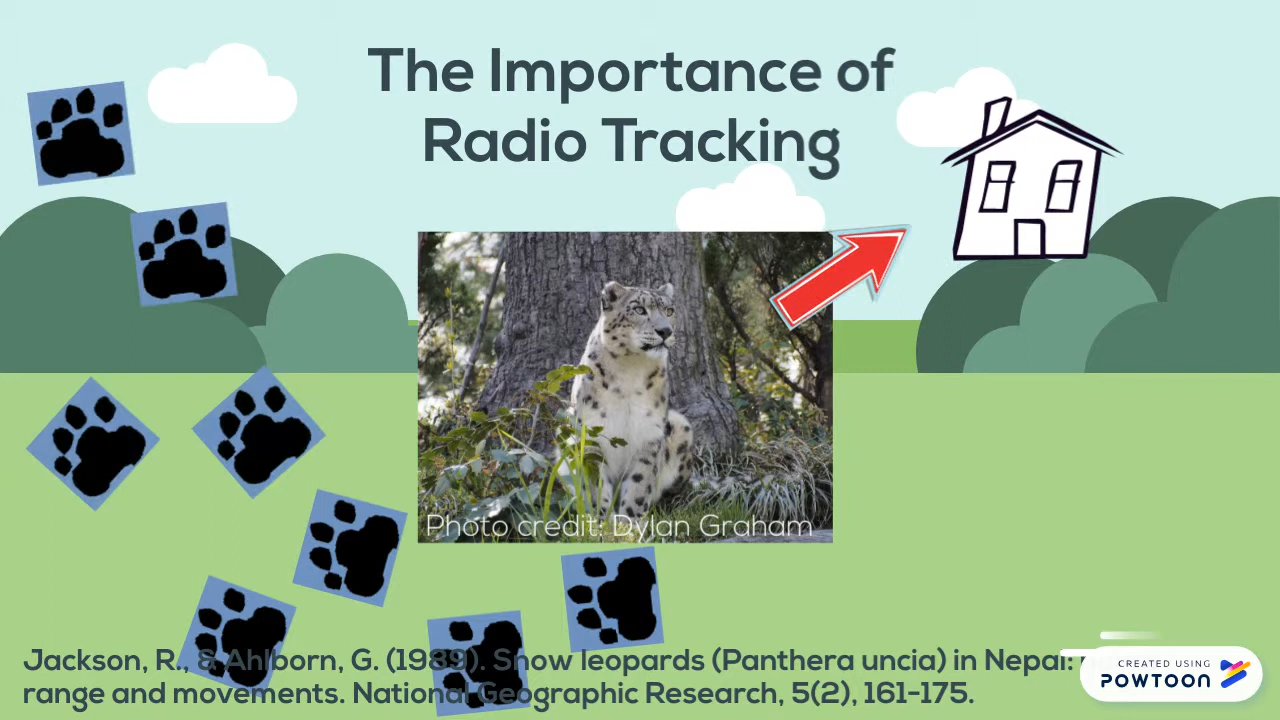 The Importance of
Radio Tracking
Photo credit: Dylan Graham
Jackson, R., & Ahlborn, G. (1989). Snow leopards (Panthera uncia) in Nepal:
range and movements. National Geographic Research, 5(2), 161-175.
CREATED USING
POWTOON